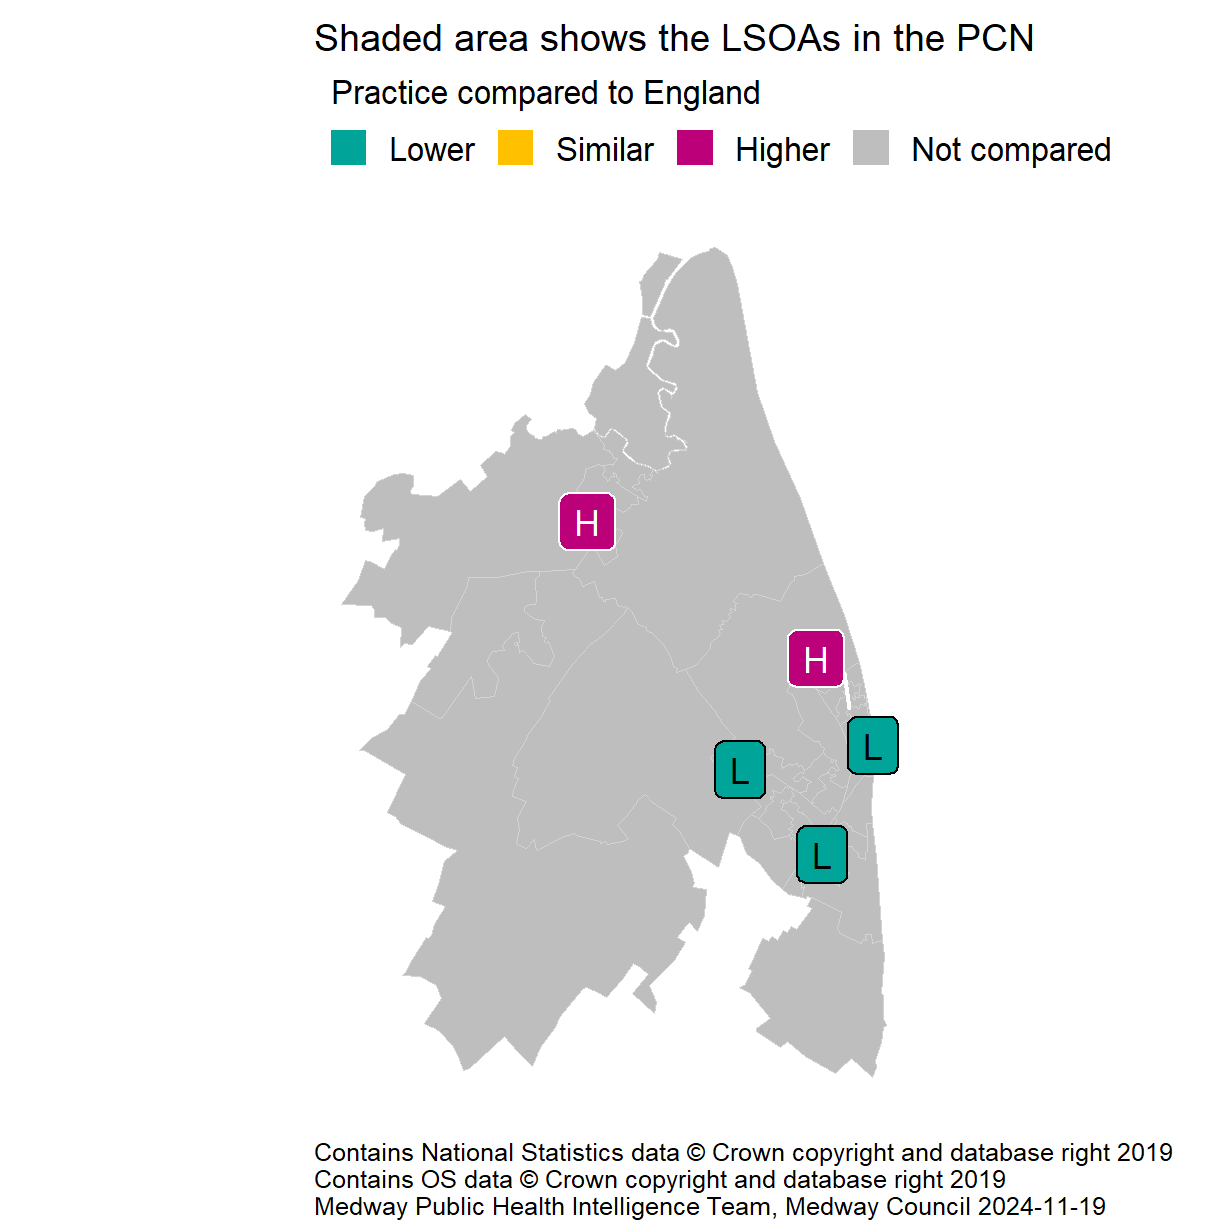 Shaded area shows the LSOAs in the PCN
Practice compared to England
Lower Similar Higher Not compared
H
H
L
L
L
Contains National Statistics data © Crown copyright and database right 2019
Contains OS data © Crown copyright and database right 2019
Medway Public Health Intelligence Team, Medway Council 2024-11-19